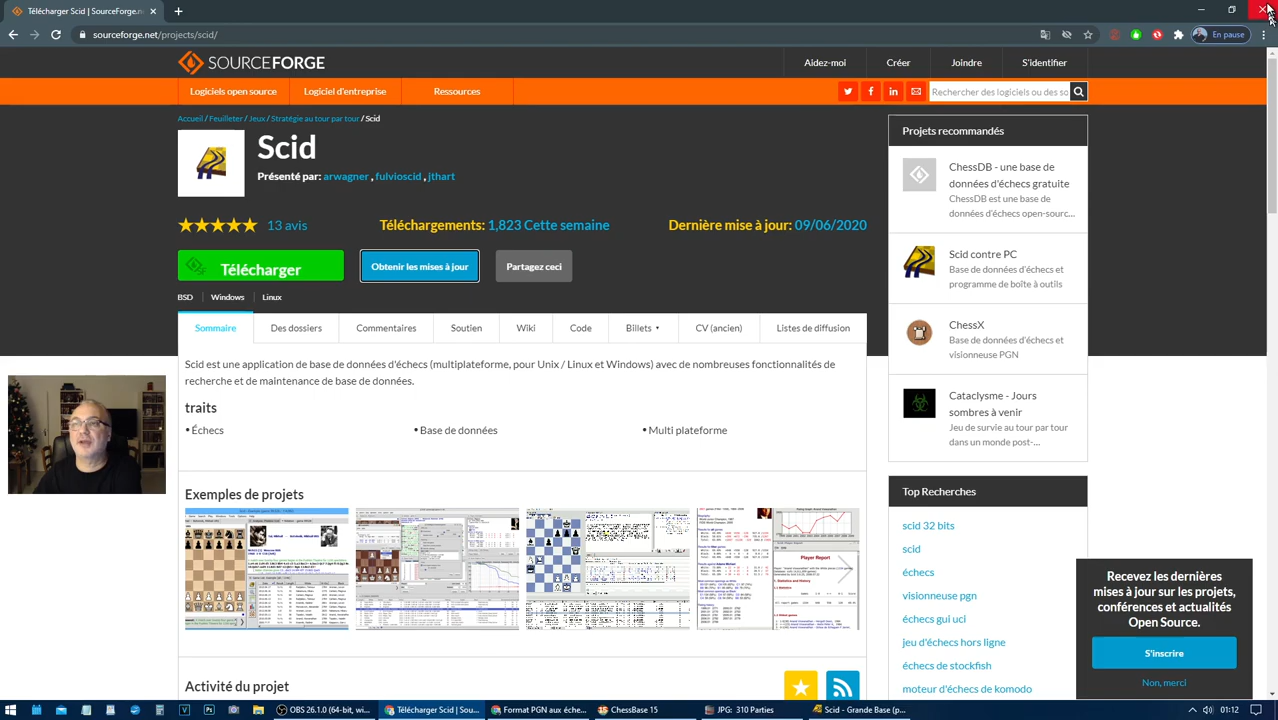 Télécharger Scid | SourceForge.n
sourceforge.net/projects/scid/
En pause
SOURCEFORGE
Aidez-moi
Créer
Joindre
S'identifier
Logiciels open source
Logiciel d'entreprise
Ressources
Rechercher des logiciels ou des so
Accueil / Feuilleter / Jeux / Stratégie au tour par tour / Scid
Scid
Présenté par: arwagner , fulvioscid , jthart
13 avis
Téléchargements: 1,823 Cette semaine
Dernière mise à jour: 09/06/2020
Télécharger
Obtenir les mises à jour
Partagez ceci
BSD
Windows
Linux
Sommaire
Des dossiers
Commentaires
Soutien
Wiki
Code
Billets
CV (ancien)
Listes de diffusion
Scid est une application de base de données d'échecs (multiplateforme, pour Unix / Linux et Windows) avec de nombreuses fonctionnalités de
recherche et de maintenance de base de données.
traits
• Échecs
• Base de données
• Multi plateforme
Exemples de projets
Player Report
Activité du projet
Projets recommandés
ChessDB - une base de
données d'échecs gratuite
ChessDB est une base de
données d'échecs open-sourc...
Scid contre PC
Base de données d'échecs et
programme de boîte à outils
ChessX
Base de données d'échecs et
visionneuse PGN
Cataclysme - Jours
sombres à venir
Jeu de survie au tour par tour
dans un monde post-...
Top Recherches
scid 32 bits
scid
échecs
visionneuse pgn
échecs gui uci
jeu d'échecs hors ligne
échecs de stockfish
moteur d'échecs de komodo
Recevez les dernières
mises à jour sur les projets,
conférences et actualités
Open Source.
S'inscrire
Non, merci
OBS 26.1.0 (64-bit, w...
Télécharger Scid | Sou...
Format PGN aux éche...
ChessBase 15
JPG: 310 Parties
Scid - Grande Base (p...
01:12